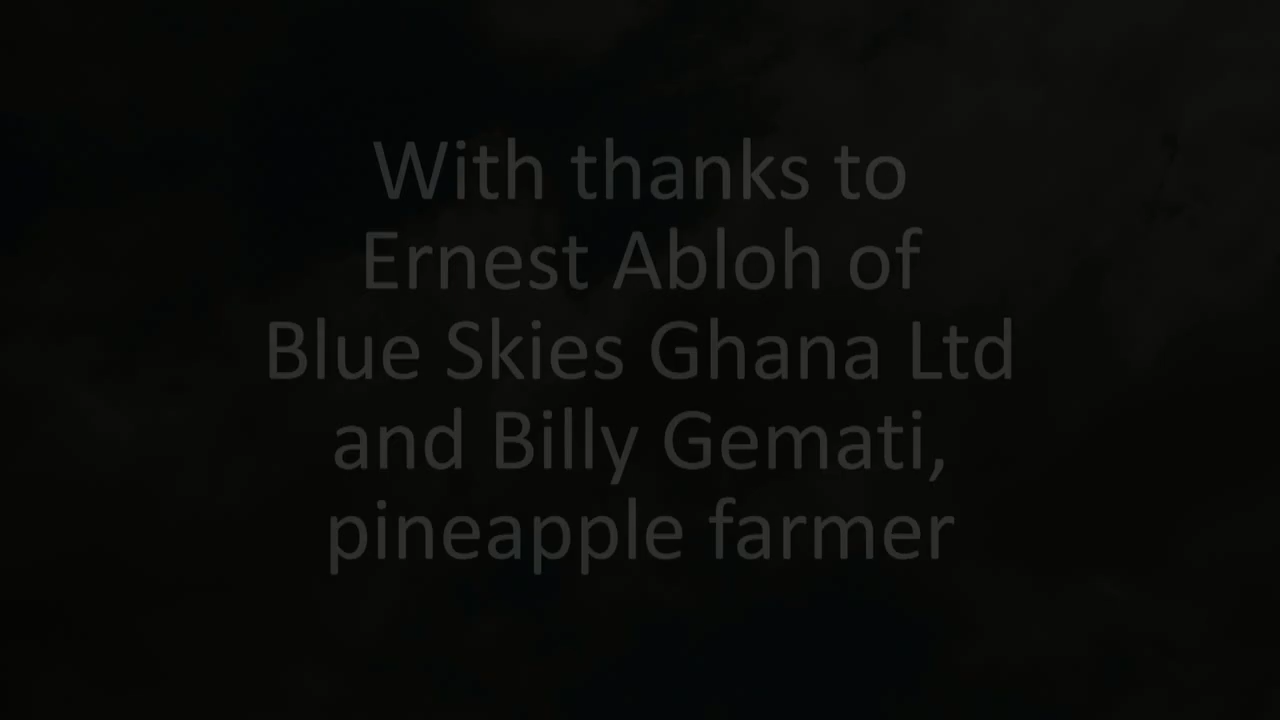 With thanks to
Ernest Abloh of
Blue Skies Ghana Ltd
and Billy Gemati,
pineapple farmer